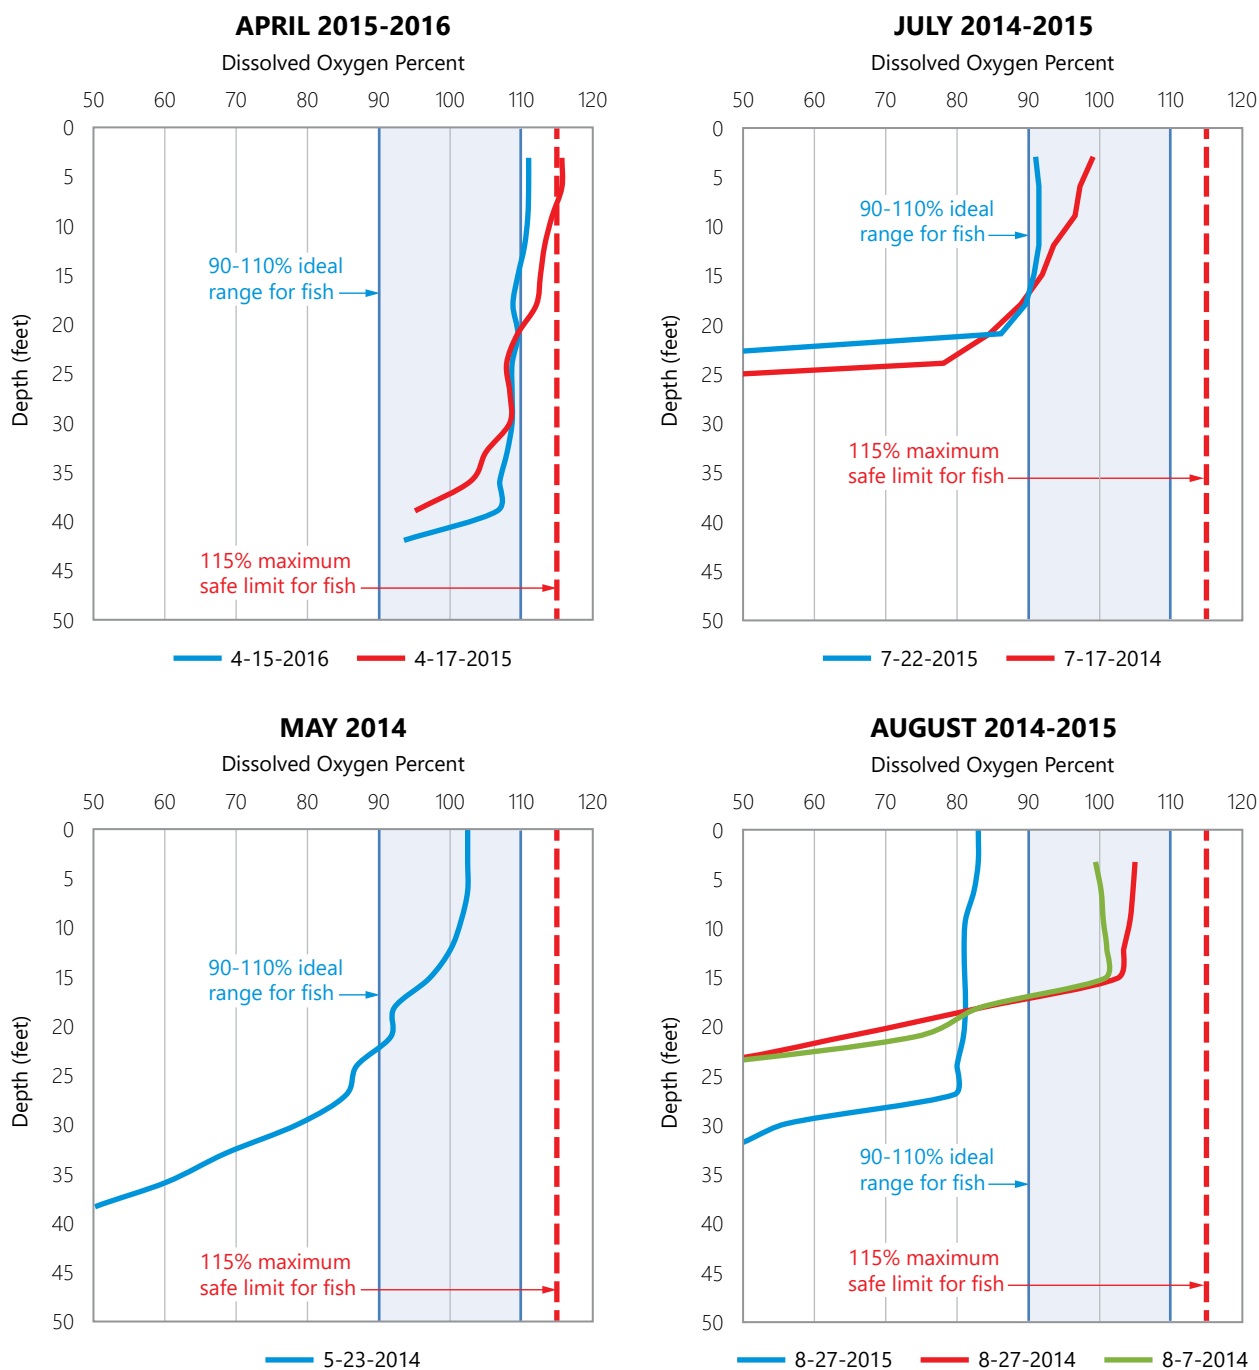 APRIL 2015-2016
Dissolved Oxygen Percent
50 60 70 80 90 100 110 120
0
5
10
15
20
25
30
35
40
45
50
Depth (feet)
90-110% ideal
range for fish
115% maximum
safe limit for fish
4-15-2016 4-17-2015
JULY 2014-2015
Dissolved Oxygen Percent
50 60 70 80 90 100 110 120
0
5
10
15
20
25
30
35
40
45
50
Depth (feet)
90-110% ideal
range for fish
115% maximum
safe limit for fish
7-22-2015 7-17-2014
MAY 2014
Dissolved Oxygen Percent
50 60 70 80 90 100 110 120
0
5
10
15
20
25
30
35
40
45
50
Depth (feet)
90-110% ideal
range for fish
115% maximum
safe limit for fish
5-23-2014
AUGUST 2014-2015
Dissolved Oxygen Percent
50 60 70 80 90 100 110 120
0
5
10
15
20
25
30
35
40
45
50
Depth (feet)
90-110% ideal
range for fish
115% maximum
safe limit for fish
8-27-2015 8-27-2014 8-7-2014